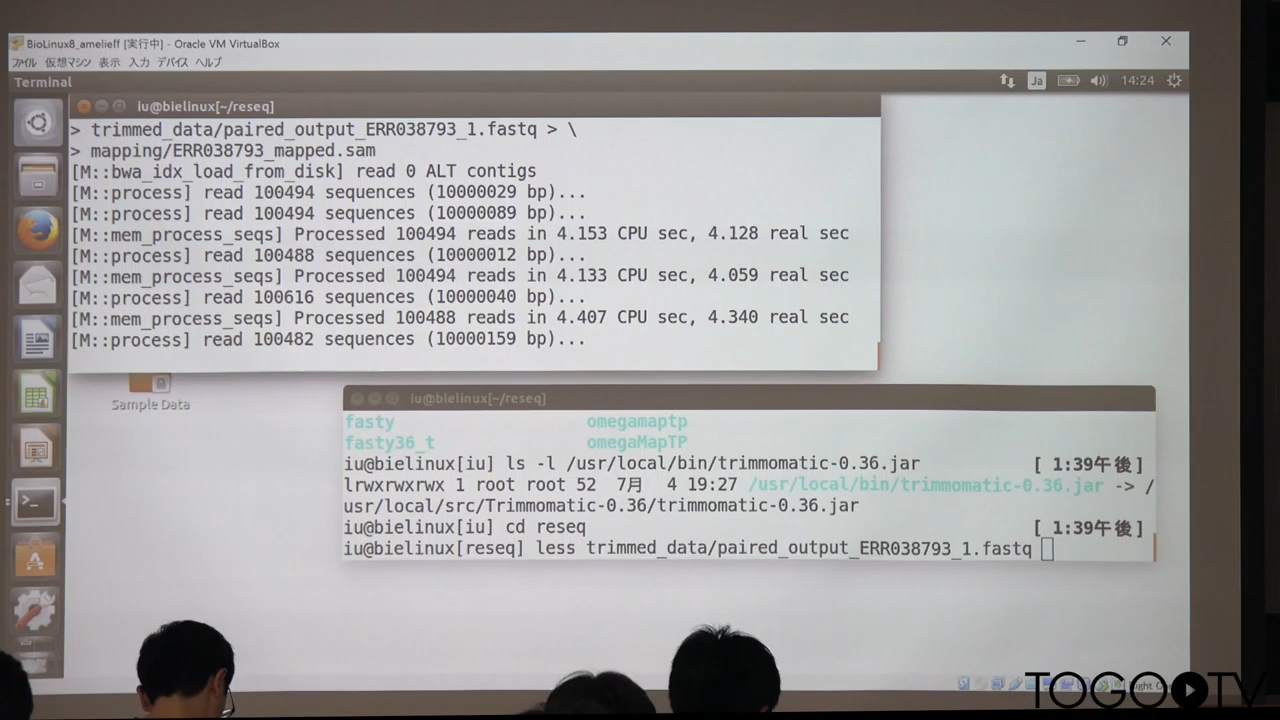 BioLinux8_amelieff [実行中] - Oracle VM VirtualBox
ファイル 仮想マシン 表示 入力 デバイス ヘルプ
Terminal
Ja
14:24
iu@bielinux[~/reseq]
> trimmed_data/paired_output_ERR038793_1.fastq > \
> mapping/ERR038793_mapped.sam
[M::bwa_idx_load_from_disk] read 0 ALT contigs
[M::process] read 100494 sequences (10000029 bp)...
[M::process] read 100494 sequences (10000089 bp)...
[M::mem_process_seqs] Processed 100494 reads in 4.153 CPU sec, 4.128 real sec
[M::process] read 100488 sequences (10000012 bp)...
[M::mem_process_seqs] Processed 100494 reads in 4.133 CPU sec, 4.059 real sec
[M::process] read 100616 sequences (10000040 bp)...
[M::mem_process_seqs] Processed 100488 reads in 4.407 CPU sec, 4.340 real sec
[M::process] read 100482 sequences (10000159 bp)...
Sample Data
iu@bielinux[~/reseq]
fasty omegamaptp
fasty36_t omegaMapTP
iu@bielinux[iu] ls -l /usr/local/bin/trimmomatic-0.36.jar [ 1:39午後]
lrwxrwxrwx 1 root root 52 7月 4 19:27 /usr/local/bin/trimmomatic-0.36.jar -> /
usr/local/src/Trimmomatic-0.36/trimmomatic-0.36.jar
iu@bielinux[iu] cd reseq [ 1:39午後]
iu@bielinux[reseq] less trimmed_data/paired_output_ERR038793_1.fastq
TOGO TV